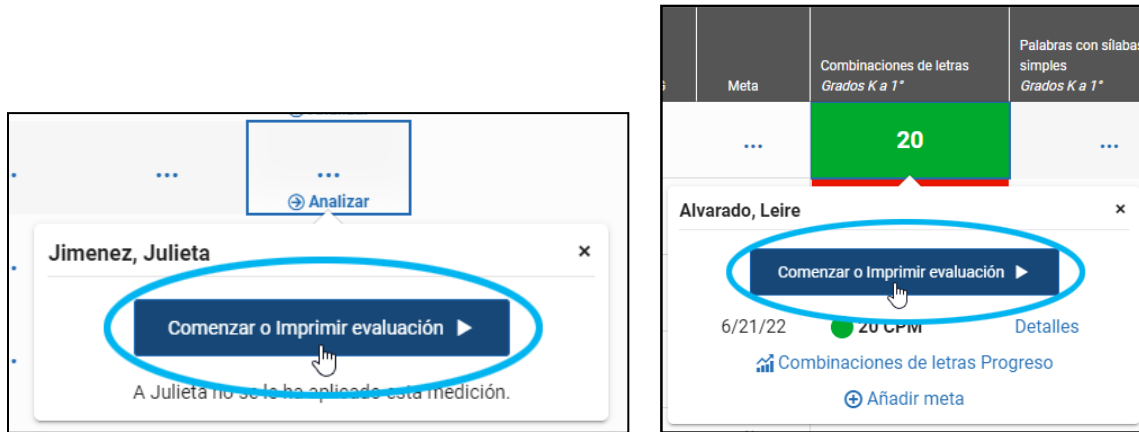 Analizar
Jimenez, Julieta ×
Comenzar o Imprimir evaluación
A Julieta no se le ha aplicado esta medición.
Meta
Combinaciones de letras
Grados K a 1°
Palabras con sílabas
simples
Grados K a 1°
... 20 ...
Alvarado, Leire ×
Comenzar o Imprimir evaluación
6/21/22 20 CPM Detalles
Combinaciones de letras Progreso
Añadir meta